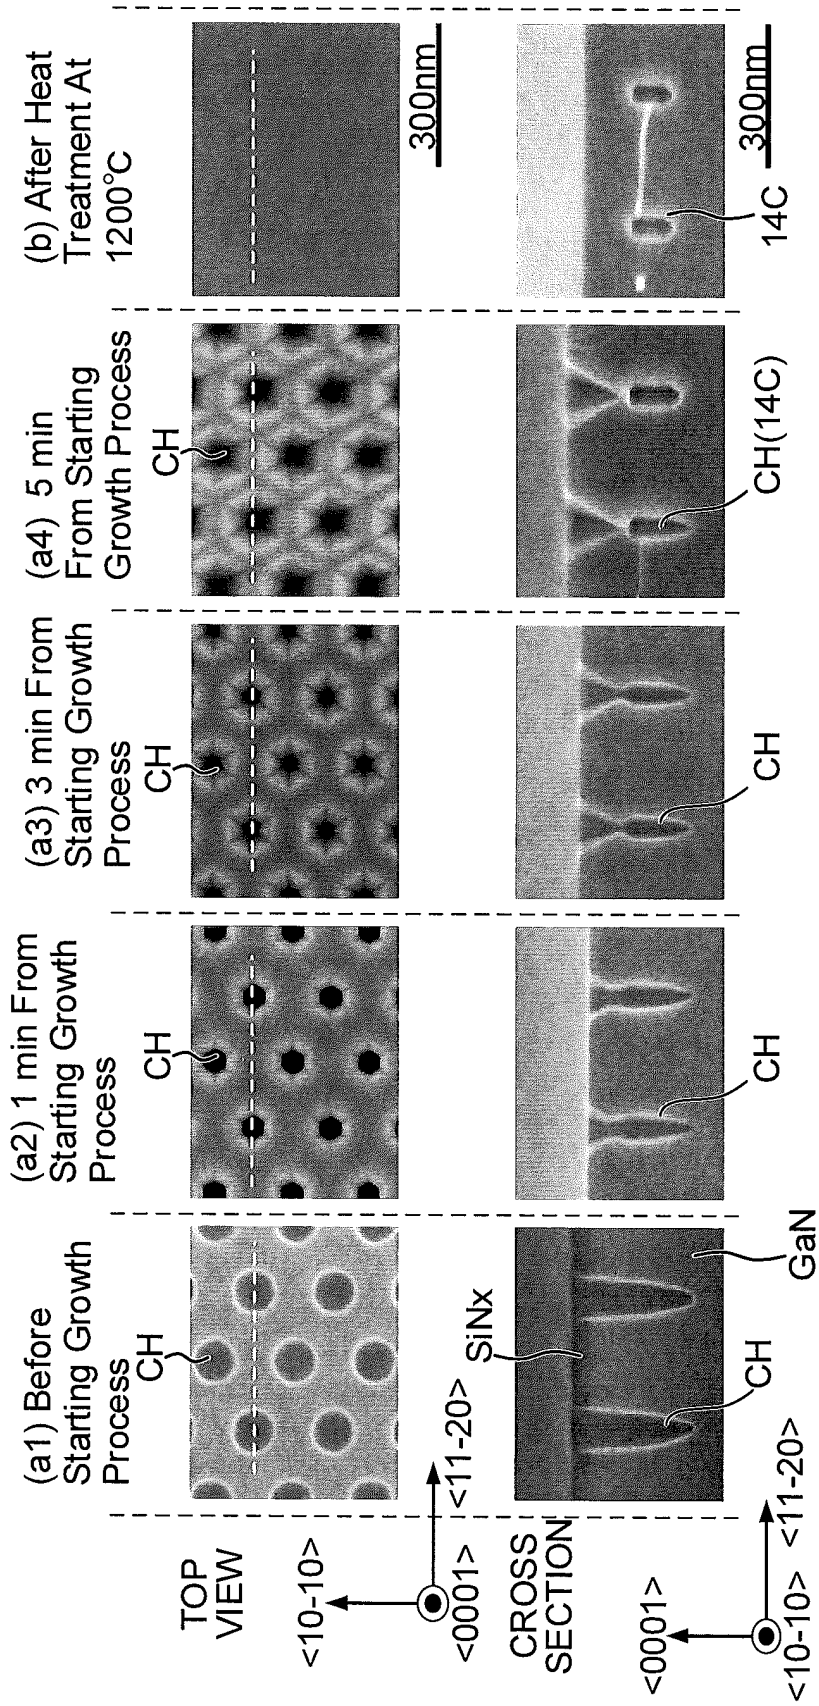 (a1) Before
Starting Growth
Process
(a2) 1 min From
Starting Growth
Process
(a3) 3 min From
Starting Growth
Process
(a4) 5 min
From Starting
Growth Process
(b) After Heat
Treatment At
1200°C
TOP
VIEW
CH
CH
CH
CH
<10-10>
<0001>
<11-20>
300nm
CROSS
SECTION
SiNx
<0001>
<10-10>
<11-20>
CH
GaN
CH
CH
CH(14C)
14C
300nm